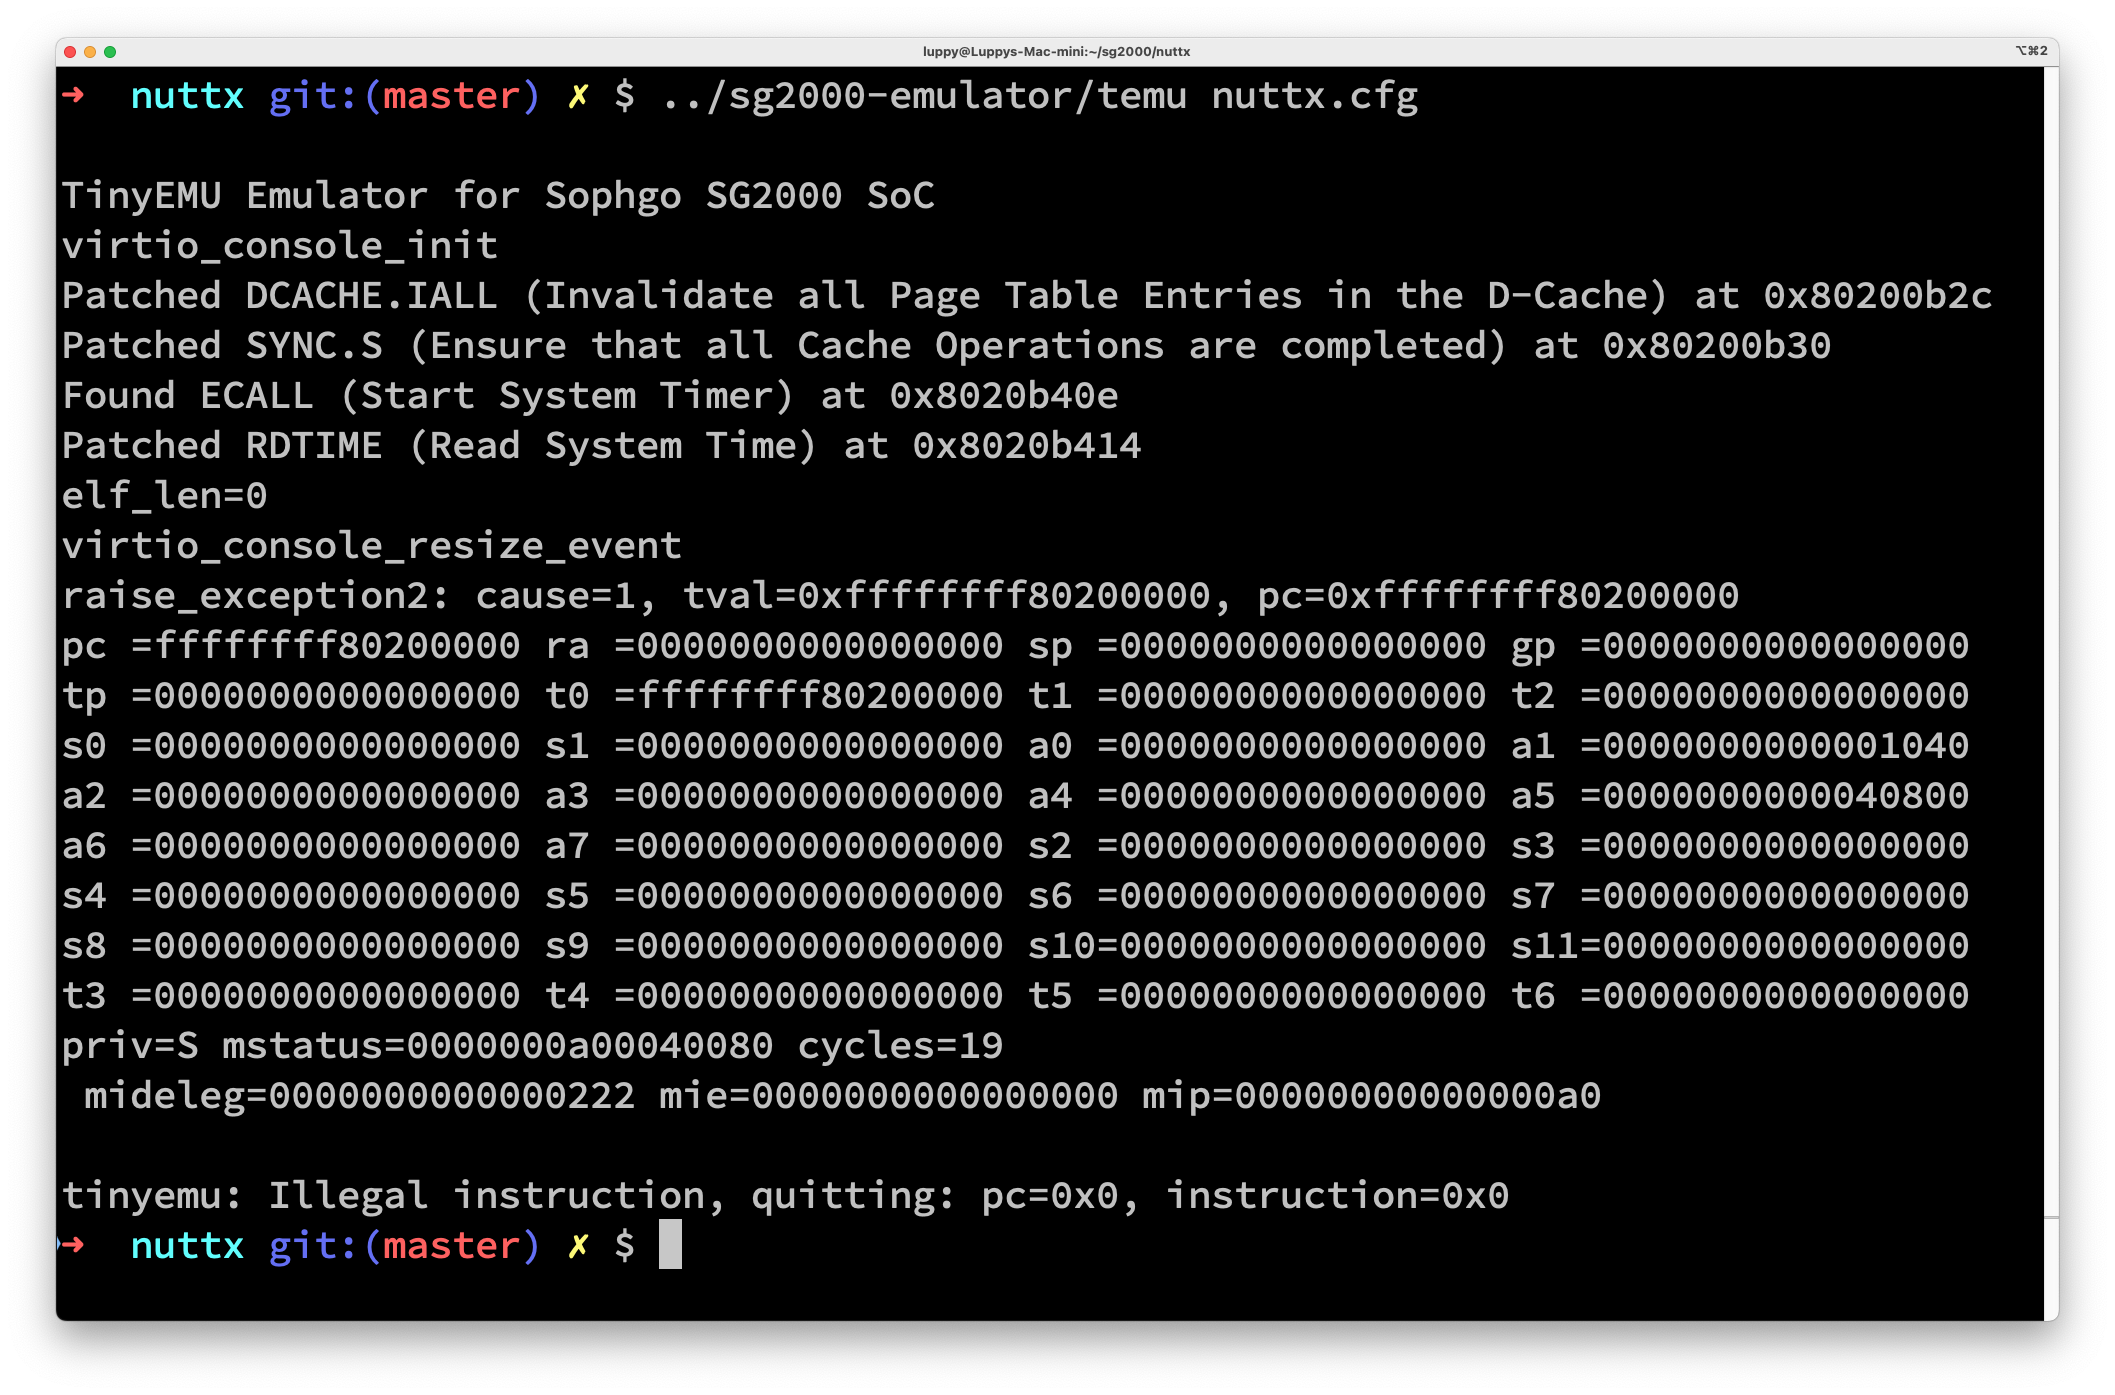 luppy@Luppys-Mac-mini:~/sg2000/nuttx ⌥⌘2
➜  nuttx git:(master) ✗ $ ../sg2000-emulator/temu nuttx.cfg
TinyEMU Emulator for Sophgo SG2000 SoC
virtio_console_init
Patched DCACHE.IALL (Invalidate all Page Table Entries in the D-Cache) at 0x80200b2c
Patched SYNC.S (Ensure that all Cache Operations are completed) at 0x80200b30
Found ECALL (Start System Timer) at 0x8020b40e
Patched RDTIME (Read System Time) at 0x8020b414
elf_len=0
virtio_console_resize_event
raise_exception2: cause=1, tval=0xffffffff80200000, pc=0xffffffff80200000
pc =ffffffff80200000 ra =0000000000000000 sp =0000000000000000 gp =0000000000000000
tp =0000000000000000 t0 =ffffffff80200000 t1 =0000000000000000 t2 =0000000000000000
s0 =0000000000000000 s1 =0000000000000000 a0 =0000000000000000 a1 =0000000000001040
a2 =0000000000000000 a3 =0000000000000000 a4 =0000000000000000 a5 =0000000000040800
a6 =0000000000000000 a7 =0000000000000000 s2 =0000000000000000 s3 =0000000000000000
s4 =0000000000000000 s5 =0000000000000000 s6 =0000000000000000 s7 =0000000000000000
s8 =0000000000000000 s9 =0000000000000000 s10=0000000000000000 s11=0000000000000000
t3 =0000000000000000 t4 =0000000000000000 t5 =0000000000000000 t6 =0000000000000000
priv=S mstatus=0000000a00040080 cycles=19
 mideleg=0000000000000222 mie=0000000000000000 mip=00000000000000a0
tinyemu: Illegal instruction, quitting: pc=0x0, instruction=0x0
➜  nuttx git:(master) ✗ $